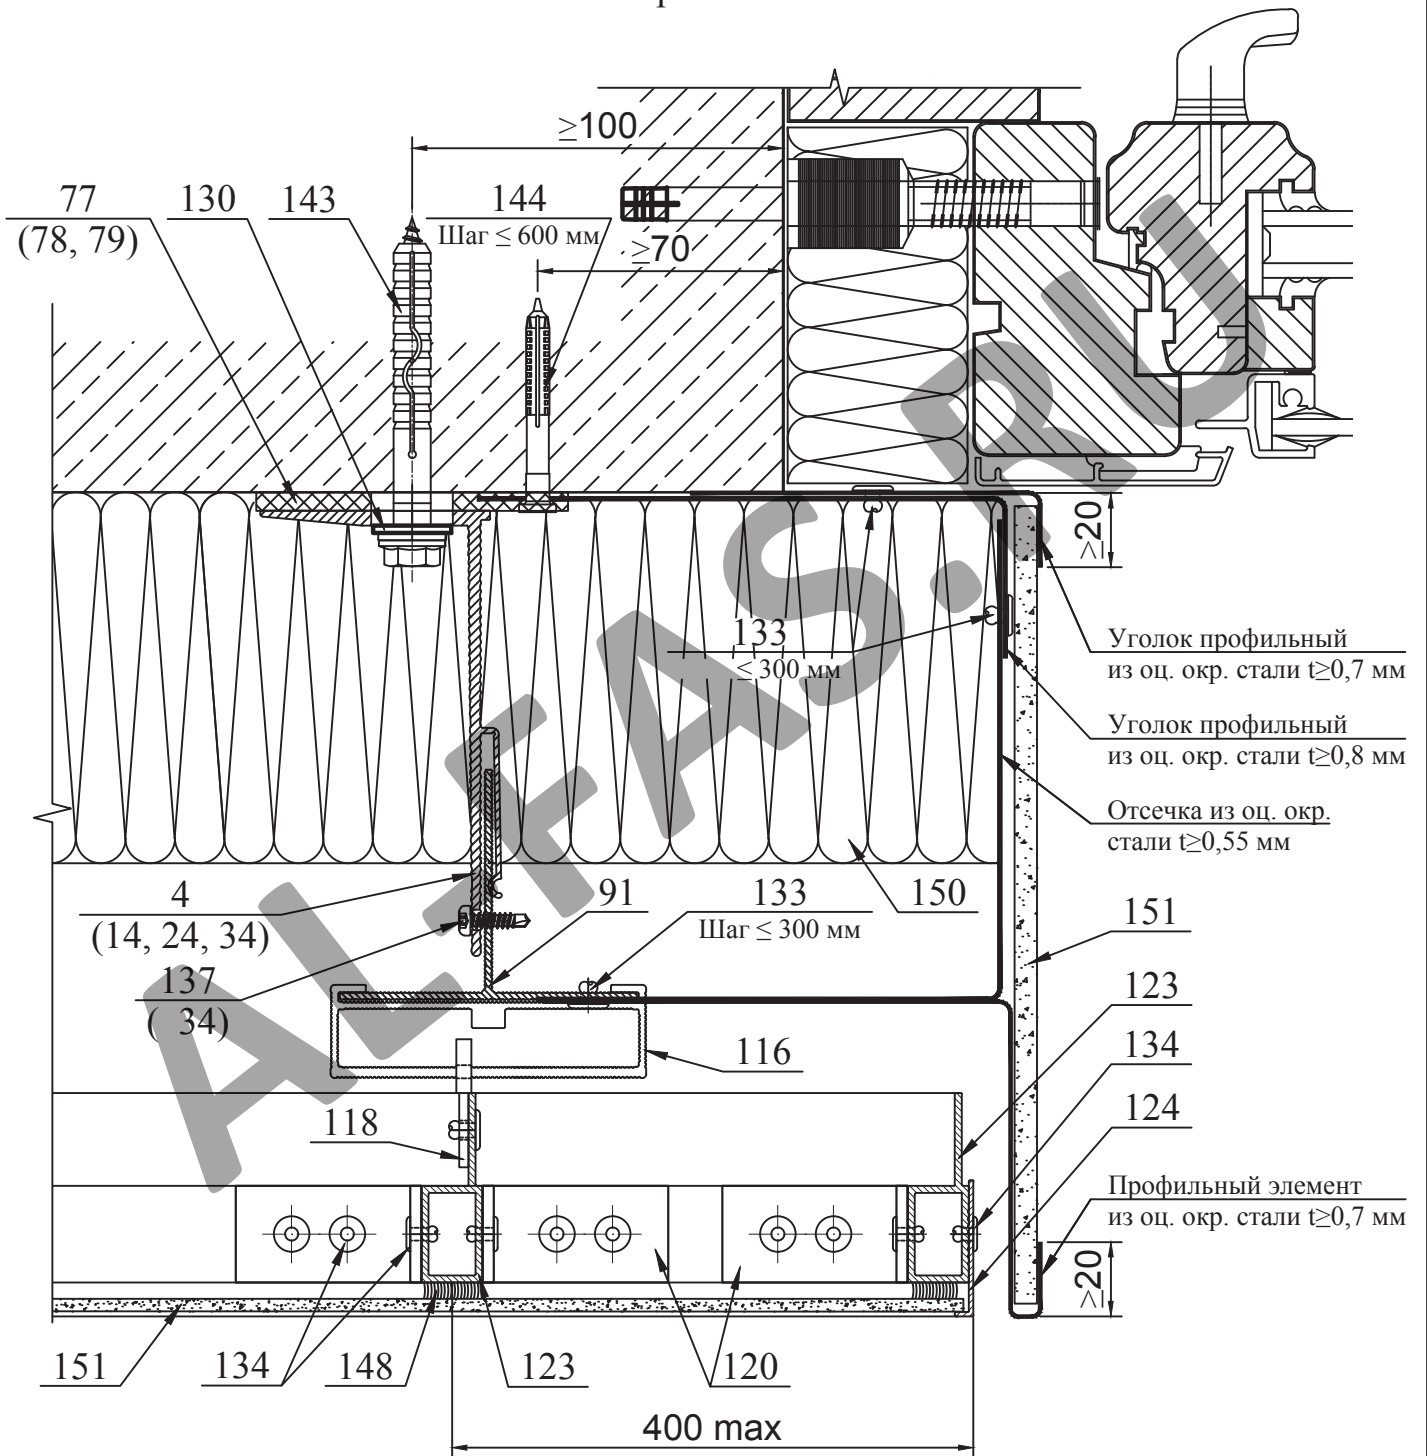 ≥100
77
(78, 79)
130
143
144
Шаг ≤ 600 мм
≥70
≥20
133
≤ 300 мм
Уголок профильный
из оц. окр. стали t≥0,7 мм
Уголок профильный
из оц. окр. стали t≥0,8 мм
Отсечка из оц. окр.
стали t≥0,55 мм
4
(14, 24, 34)
91
133
Шаг ≤ 300 мм
150
151
137
( 34)
123
116
134
118
124
Профильный элемент
из оц. окр. стали t≥0,7 мм
≥20
151
134
148
123
120
400 max
AL-FAS.RU